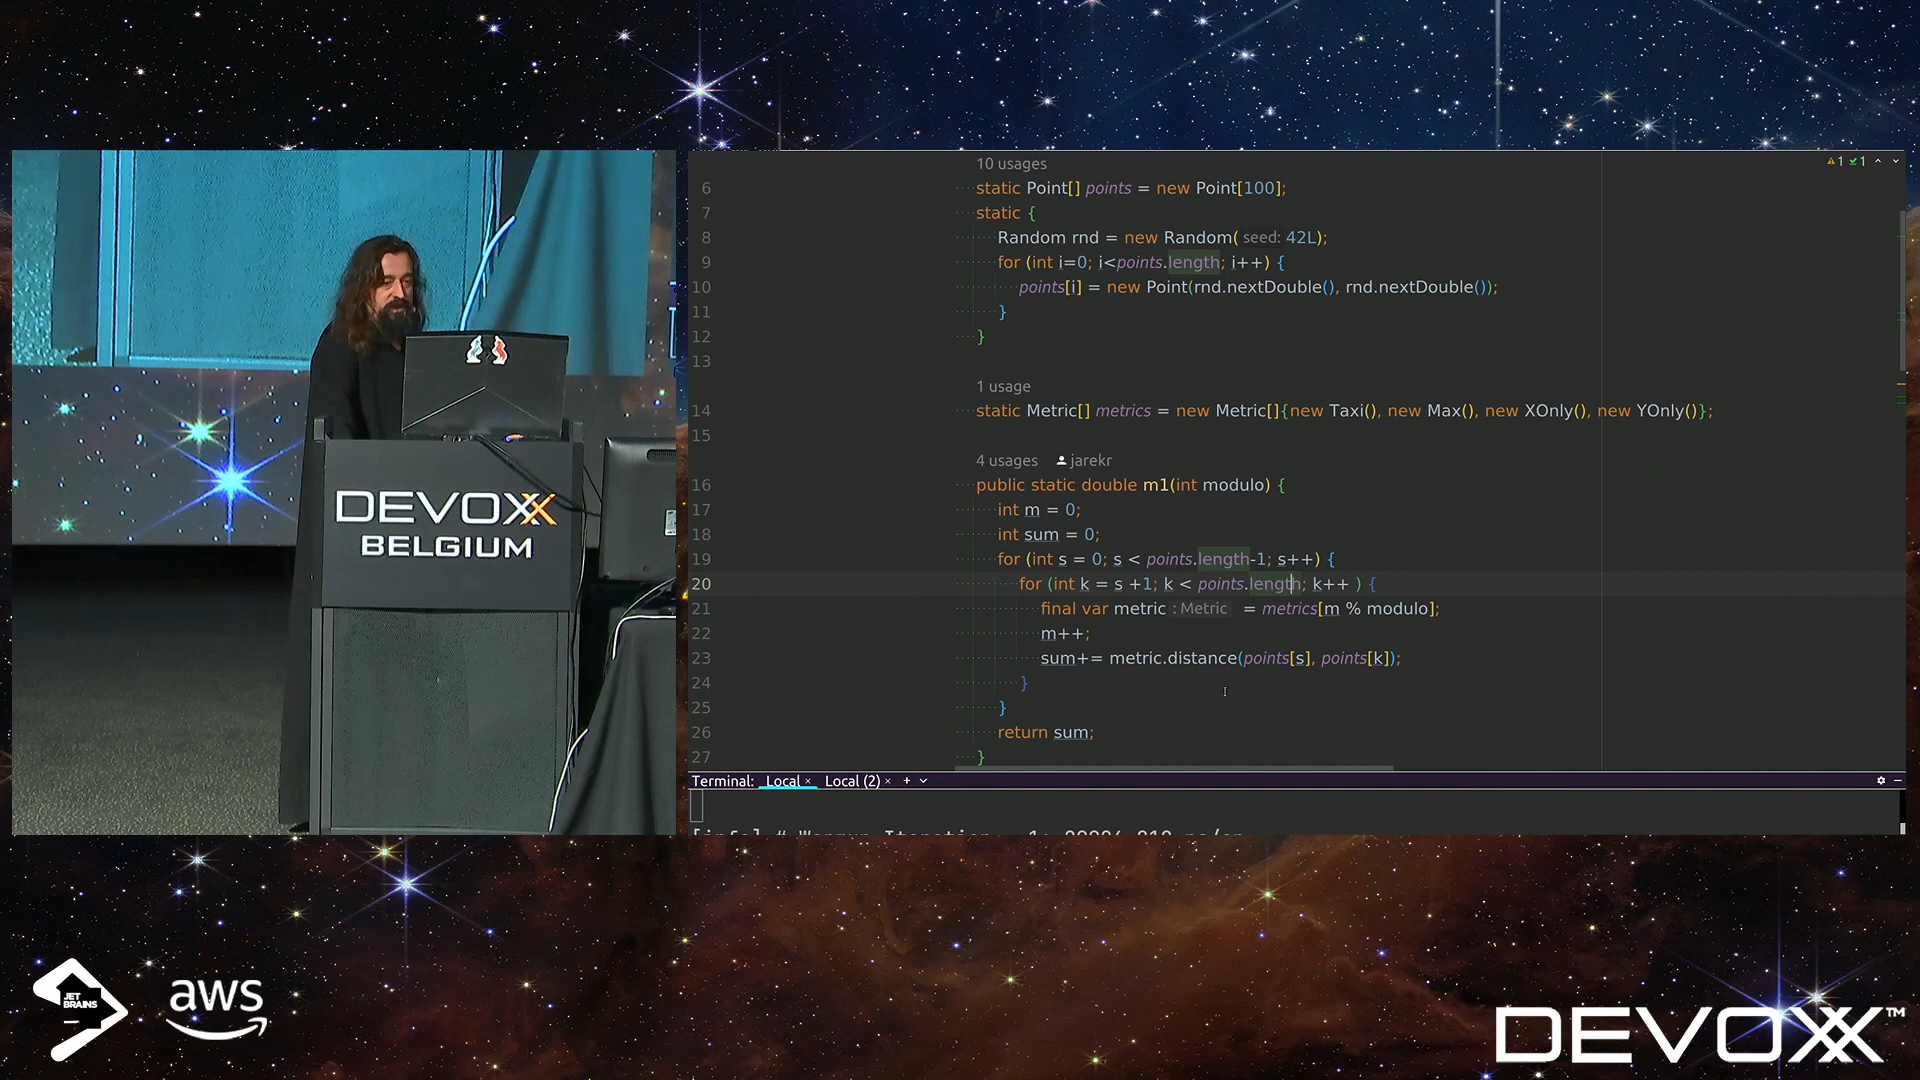 DEVOXX
BELGIUM
10 usages
1 1
6 static Point[] points = new Point[100];
7 static {
8 Random rnd = new Random( seed: 42L);
9 for (int i=0; i<points.length; i++) {
10 points[i] = new Point(rnd.nextDouble(), rnd.nextDouble());
11 }
12 }
13
1 usage
14 static Metric[] metrics = new Metric[]{new Taxi(), new Max(), new XOnly(), new YOnly()};
15
4 usages jarekr
16 public static double m1(int modulo) {
17 int m = 0;
18 int sum = 0;
19 for (int s = 0; s < points.length-1; s++) {
20 for (int k = s +1; k < points.length; k++ ) {
21 final var metric : Metric = metrics[m % modulo];
22 m++;
23 sum+= metric.distance(points[s], points[k]);
24 }
25 }
26 return sum;
27 }
Terminal: Local × Local (2) × +
JET
BRAINS
aws
DEVOXX™